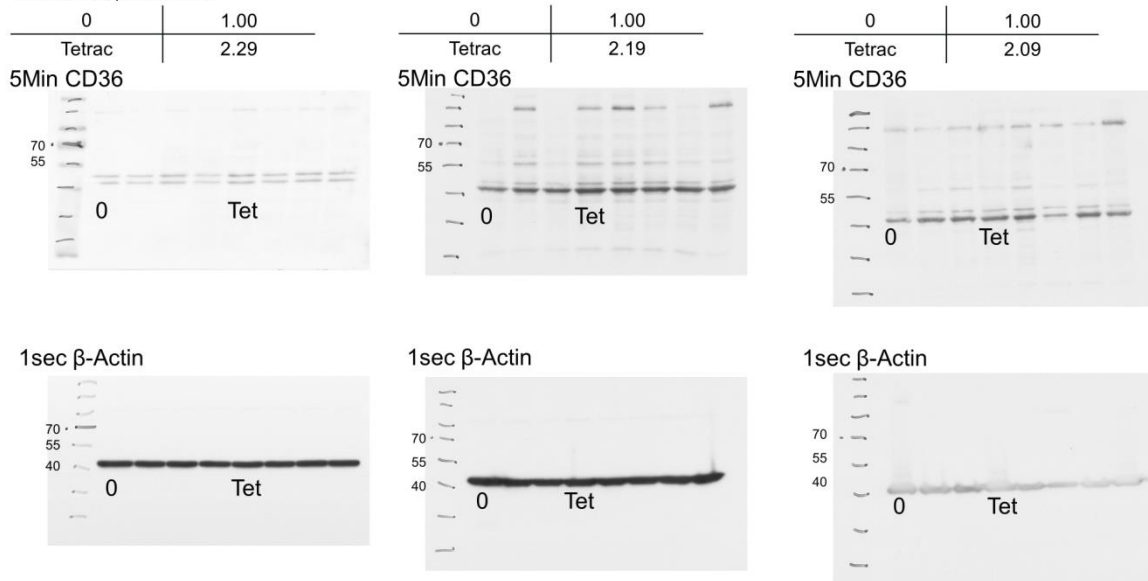 0 1.00
Tetrac 2.29
5Min CD36
70
55
0 Tet
0 1.00
Tetrac 2.19
5Min CD36
70
55
0 Tet
0 1.00
Tetrac 2.09
5Min CD36
70
55
0 Tet
1sec β-Actin
70
55
40
0 Tet
1sec β-Actin
70
55
40
0 Tet
1sec β-Actin
70
55
40
0 Tet